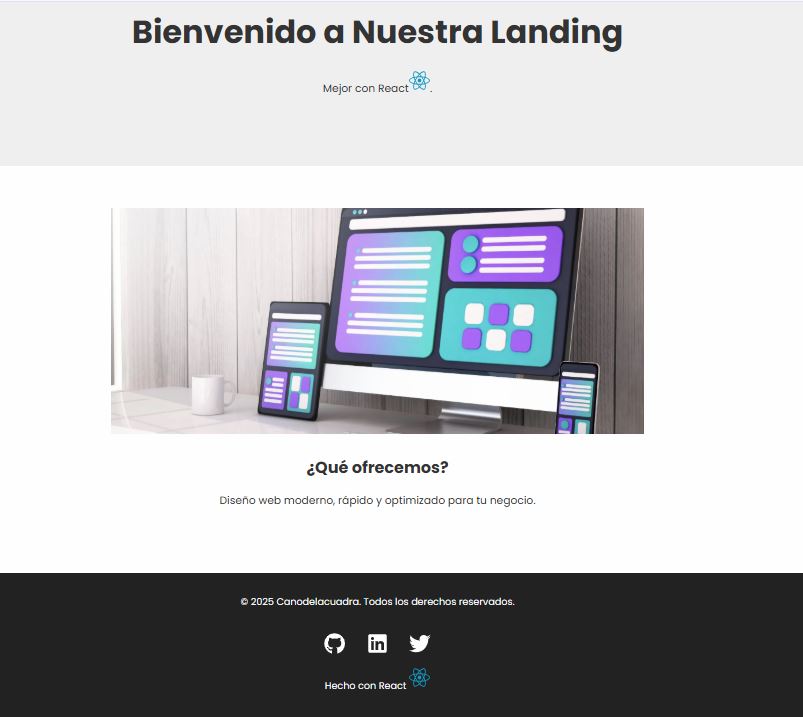 Bienvenido a Nuestra Landing
Mejor con React .
¿Qué ofrecemos?
Diseño web moderno, rápido y optimizado para tu negocio.
© 2025 Canodelacuadra. Todos los derechos reservados.
in
Hecho con React